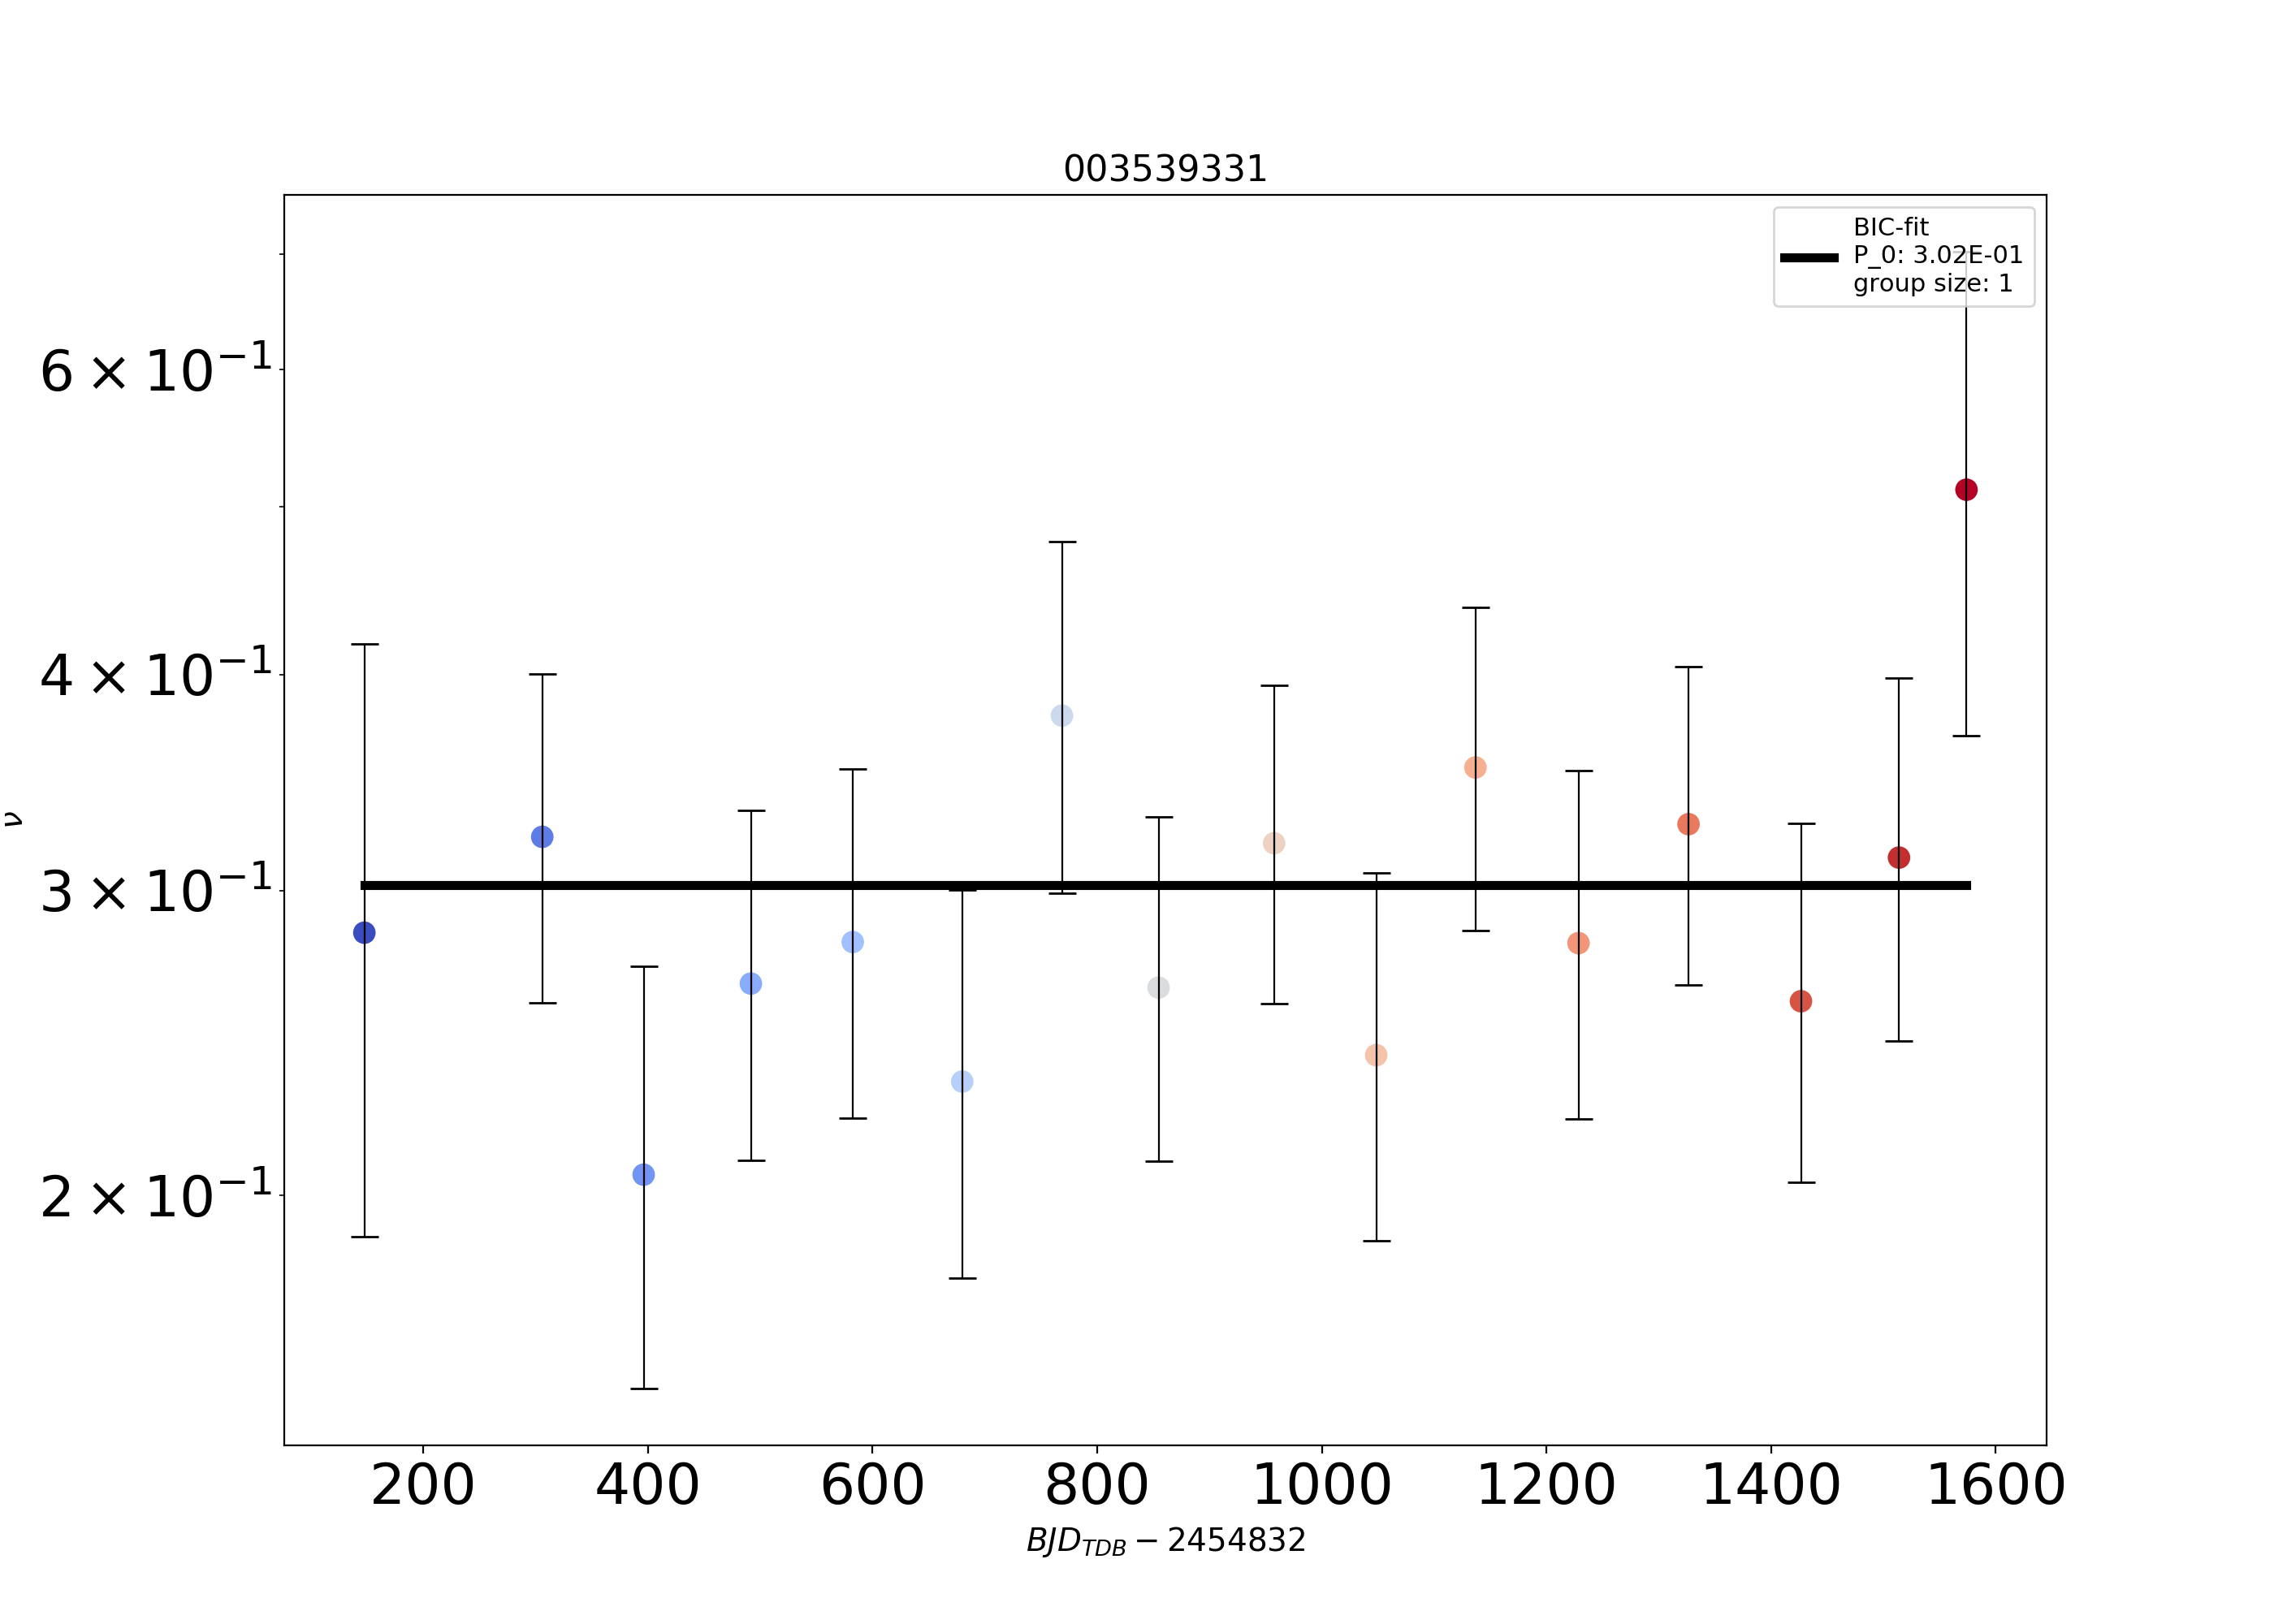 003539331
BIC-fit
P_0: 3.02E-01
group size: 1
6 × 10⁻¹
4 × 10⁻¹
3 × 10⁻¹
2 × 10⁻¹
ν
200 400 600 800 1000 1200 1400 1600
BJD_TDB − 2454832